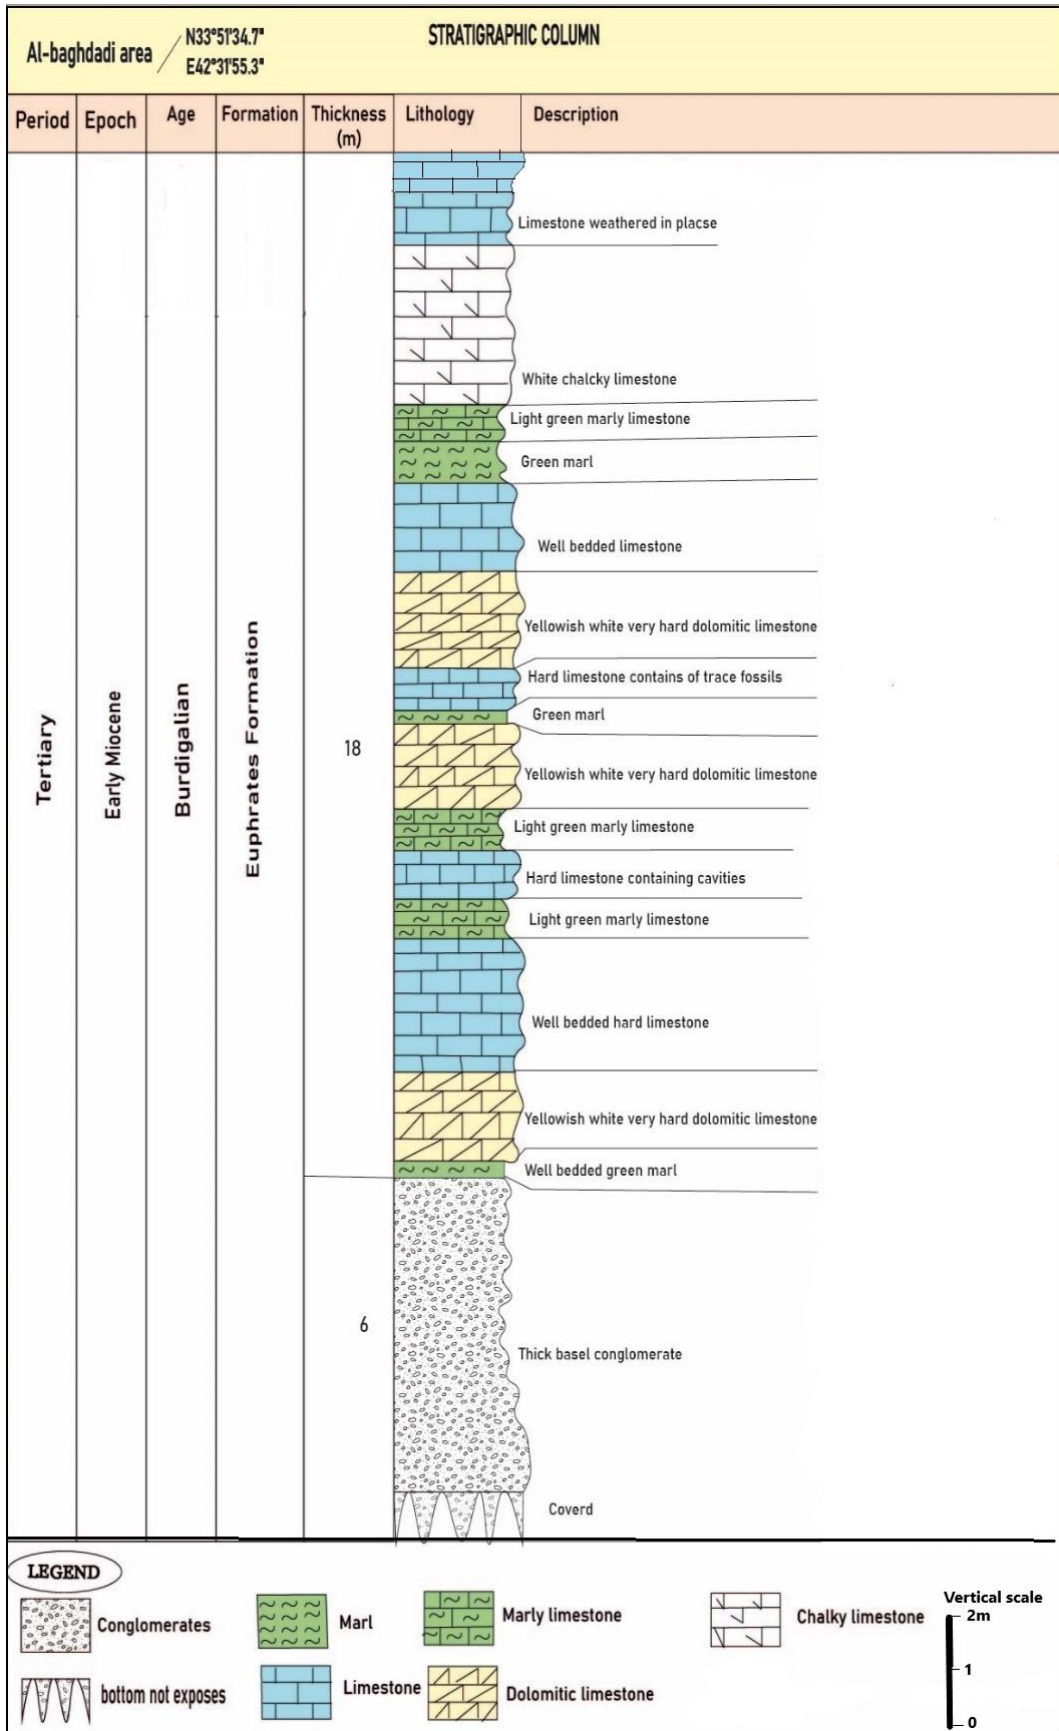 Al-baghdadi area
N33°51'34.7"
E42°31'55.3"
STRATIGRAPHIC COLUMN
Period
Epoch
Age
Formation
Thickness
(m)
Lithology
Description
Tertiary
Early Miocene
Burdigalian
Euphrates Formation
18
6
Limestone weathered in placse
White chalcky limestone
Light green marly limestone
Green marl
Well bedded limestone
Yellowish white very hard dolomitic limestone
Hard limestone contains of trace fossils
Green marl
Yellowish white very hard dolomitic limestone
Light green marly limestone
Hard limestone containing cavities
Light green marly limestone
Well bedded hard limestone
Yellowish white very hard dolomitic limestone
Well bedded green marl
Thick basel conglomerate
Coverd
LEGEND
Conglomerates
Marl
Marly limestone
Chalky limestone
bottom not exposes
Limestone
Dolomitic limestone
Vertical scale
2m
1
0